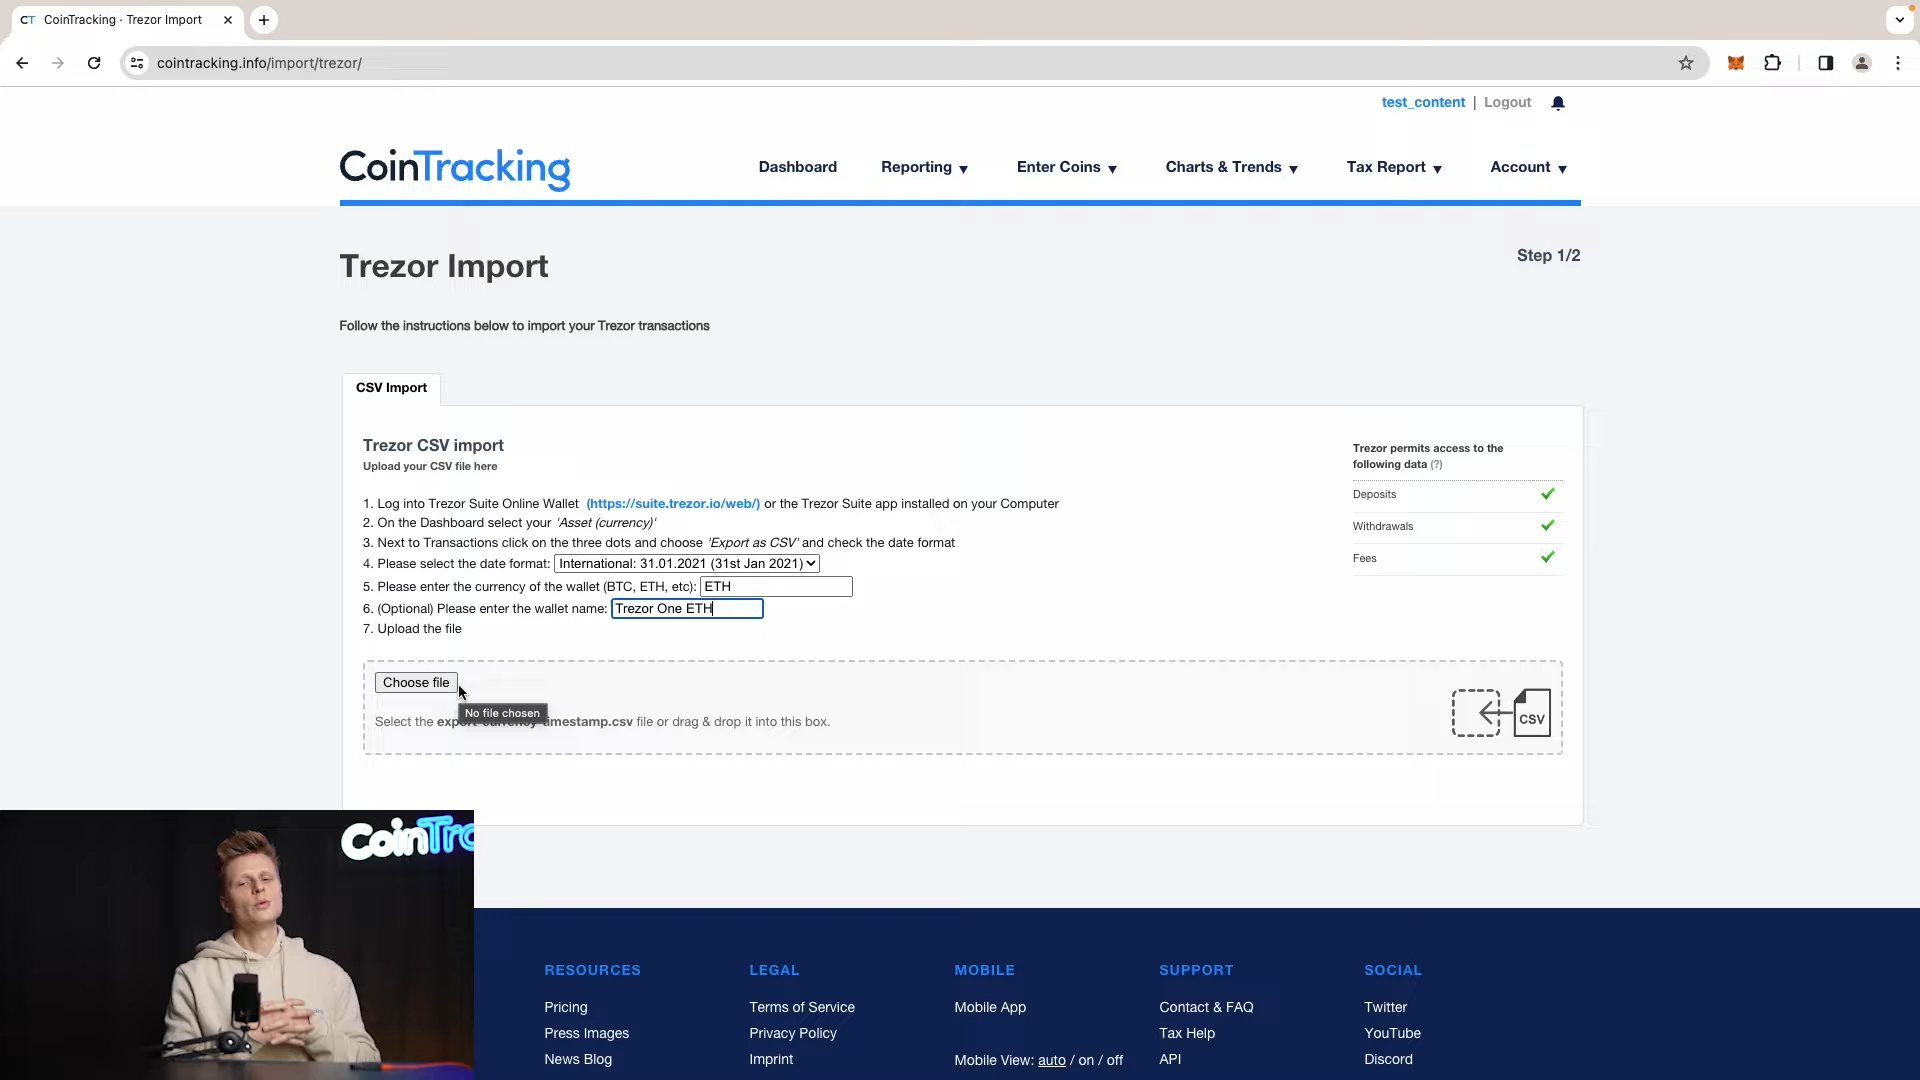 CT CoinTracking · Trezor Import
cointracking.info/import/trezor/
test_content | Logout
CoinTracking
Dashboard Reporting Enter Coins Charts & Trends Tax Report Account
Trezor Import
Step 1/2
Follow the instructions below to import your Trezor transactions
CSV Import
Trezor CSV import
Upload your CSV file here
1. Log into Trezor Suite Online Wallet (https://suite.trezor.io/web/) or the Trezor Suite app installed on your Computer
2. On the Dashboard select your 'Asset (currency)'
3. Next to Transactions click on the three dots and choose 'Export as CSV' and check the date format
4. Please select the date format: International: 31.01.2021 (31st Jan 2021)
5. Please enter the currency of the wallet (BTC, ETH, etc): ETH
6. (Optional) Please enter the wallet name: Trezor One ETH
7. Upload the file
Trezor permits access to the
following data (?)
Deposits
Withdrawals
Fees
Choose file
No file chosen
Select the export-currency-timestamp.csv file or drag & drop it into this box.
CSV
CoinTra
RESOURCES
Pricing
Press Images
News Blog
LEGAL
Terms of Service
Privacy Policy
Imprint
MOBILE
Mobile App
Mobile View: auto / on / off
SUPPORT
Contact & FAQ
Tax Help
API
SOCIAL
Twitter
YouTube
Discord